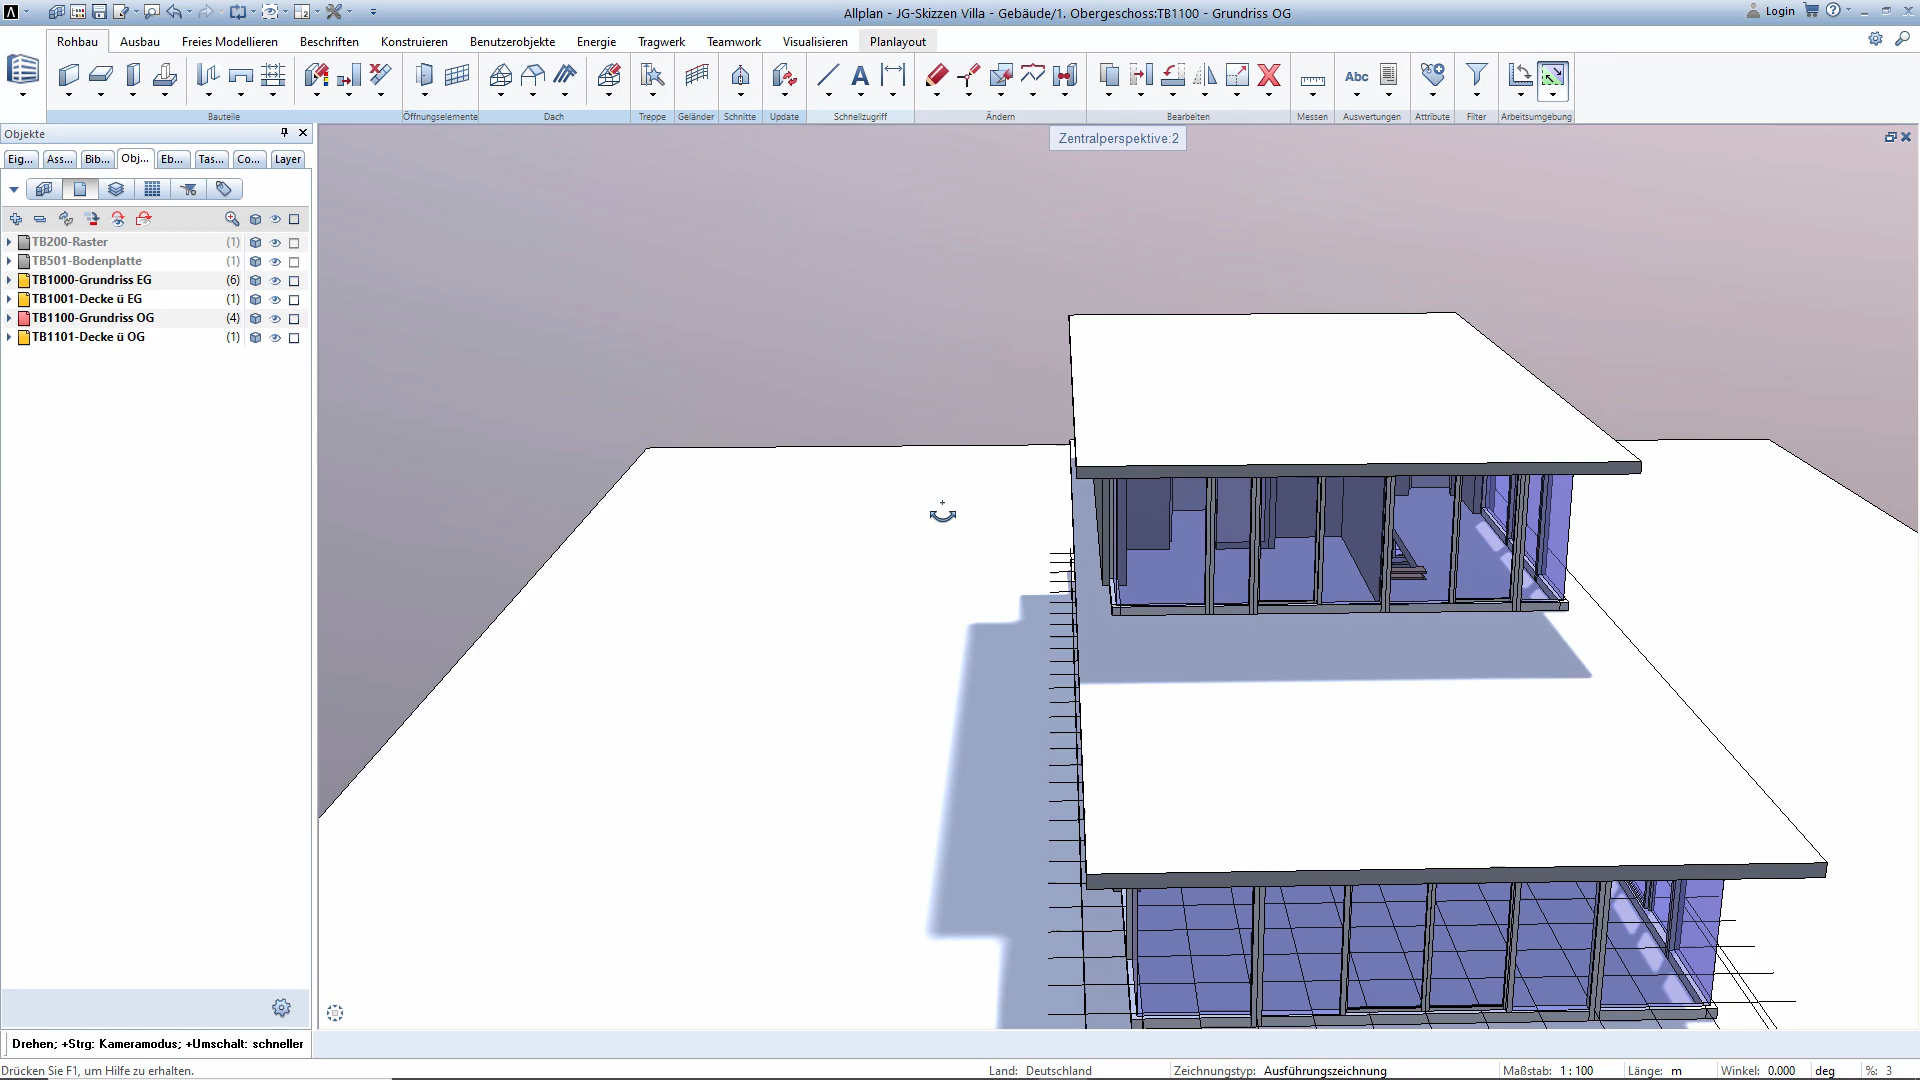 Allplan - JG-Skizzen Villa - Gebäude/1. Obergeschoss:TB1100 - Grundriss OG
Login
Rohbau Ausbau Freies Modellieren Beschriften Konstruieren Benutzerobjekte Energie Tragwerk Teamwork Visualisieren Planlayout
Abc
Bauteile Öffnungselemente Dach Treppe Geländer Schnitte Update Schnellzugriff Ändern Bearbeiten Messen Auswertungen Attribute Filter Arbeitsumgebung
Objekte
Zentralperspektive:2
Eig... Ass... Bib... Obj... Eb... Tas... Co... Layer
TB200-Raster (1)
TB501-Bodenplatte (1)
TB1000-Grundriss EG (6)
TB1001-Decke ü EG (1)
TB1100-Grundriss OG (4)
TB1101-Decke ü OG (1)
Drehen; +Strg: Kameramodus; +Umschalt: schneller
Drücken Sie F1, um Hilfe zu erhalten. Land: Deutschland Zeichnungstyp: Ausführungszeichnung Maßstab: 1 : 100 Länge: m Winkel: 0.000 deg %: 3